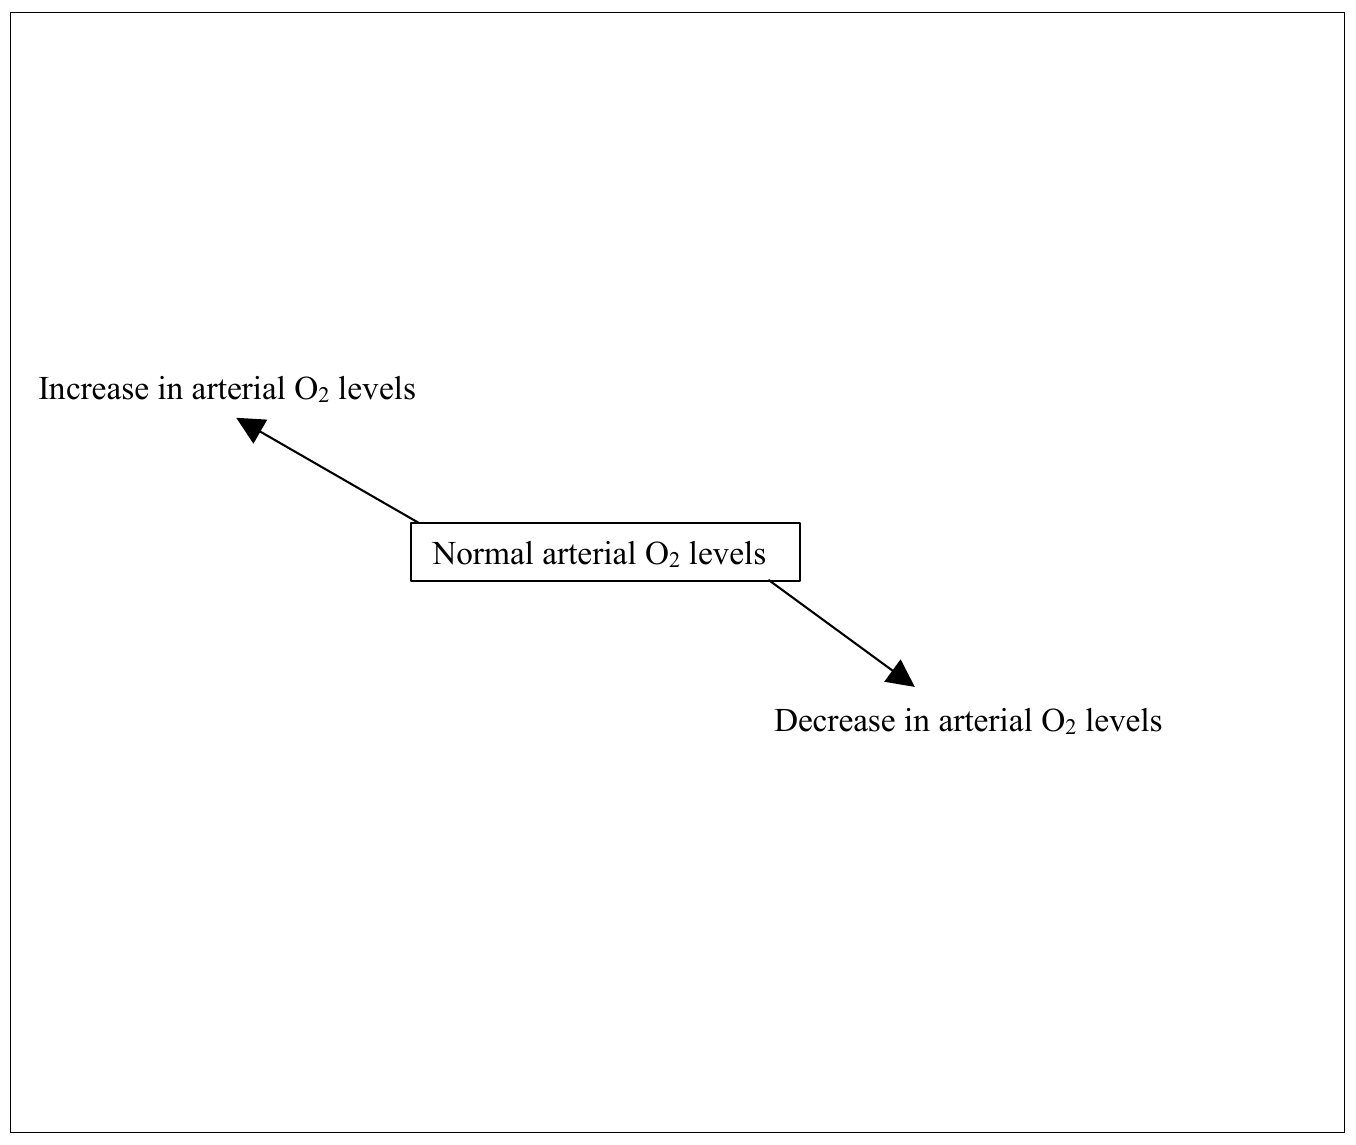 Increase in arterial O₂ levels
Normal arterial O₂ levels
Decrease in arterial O₂ levels